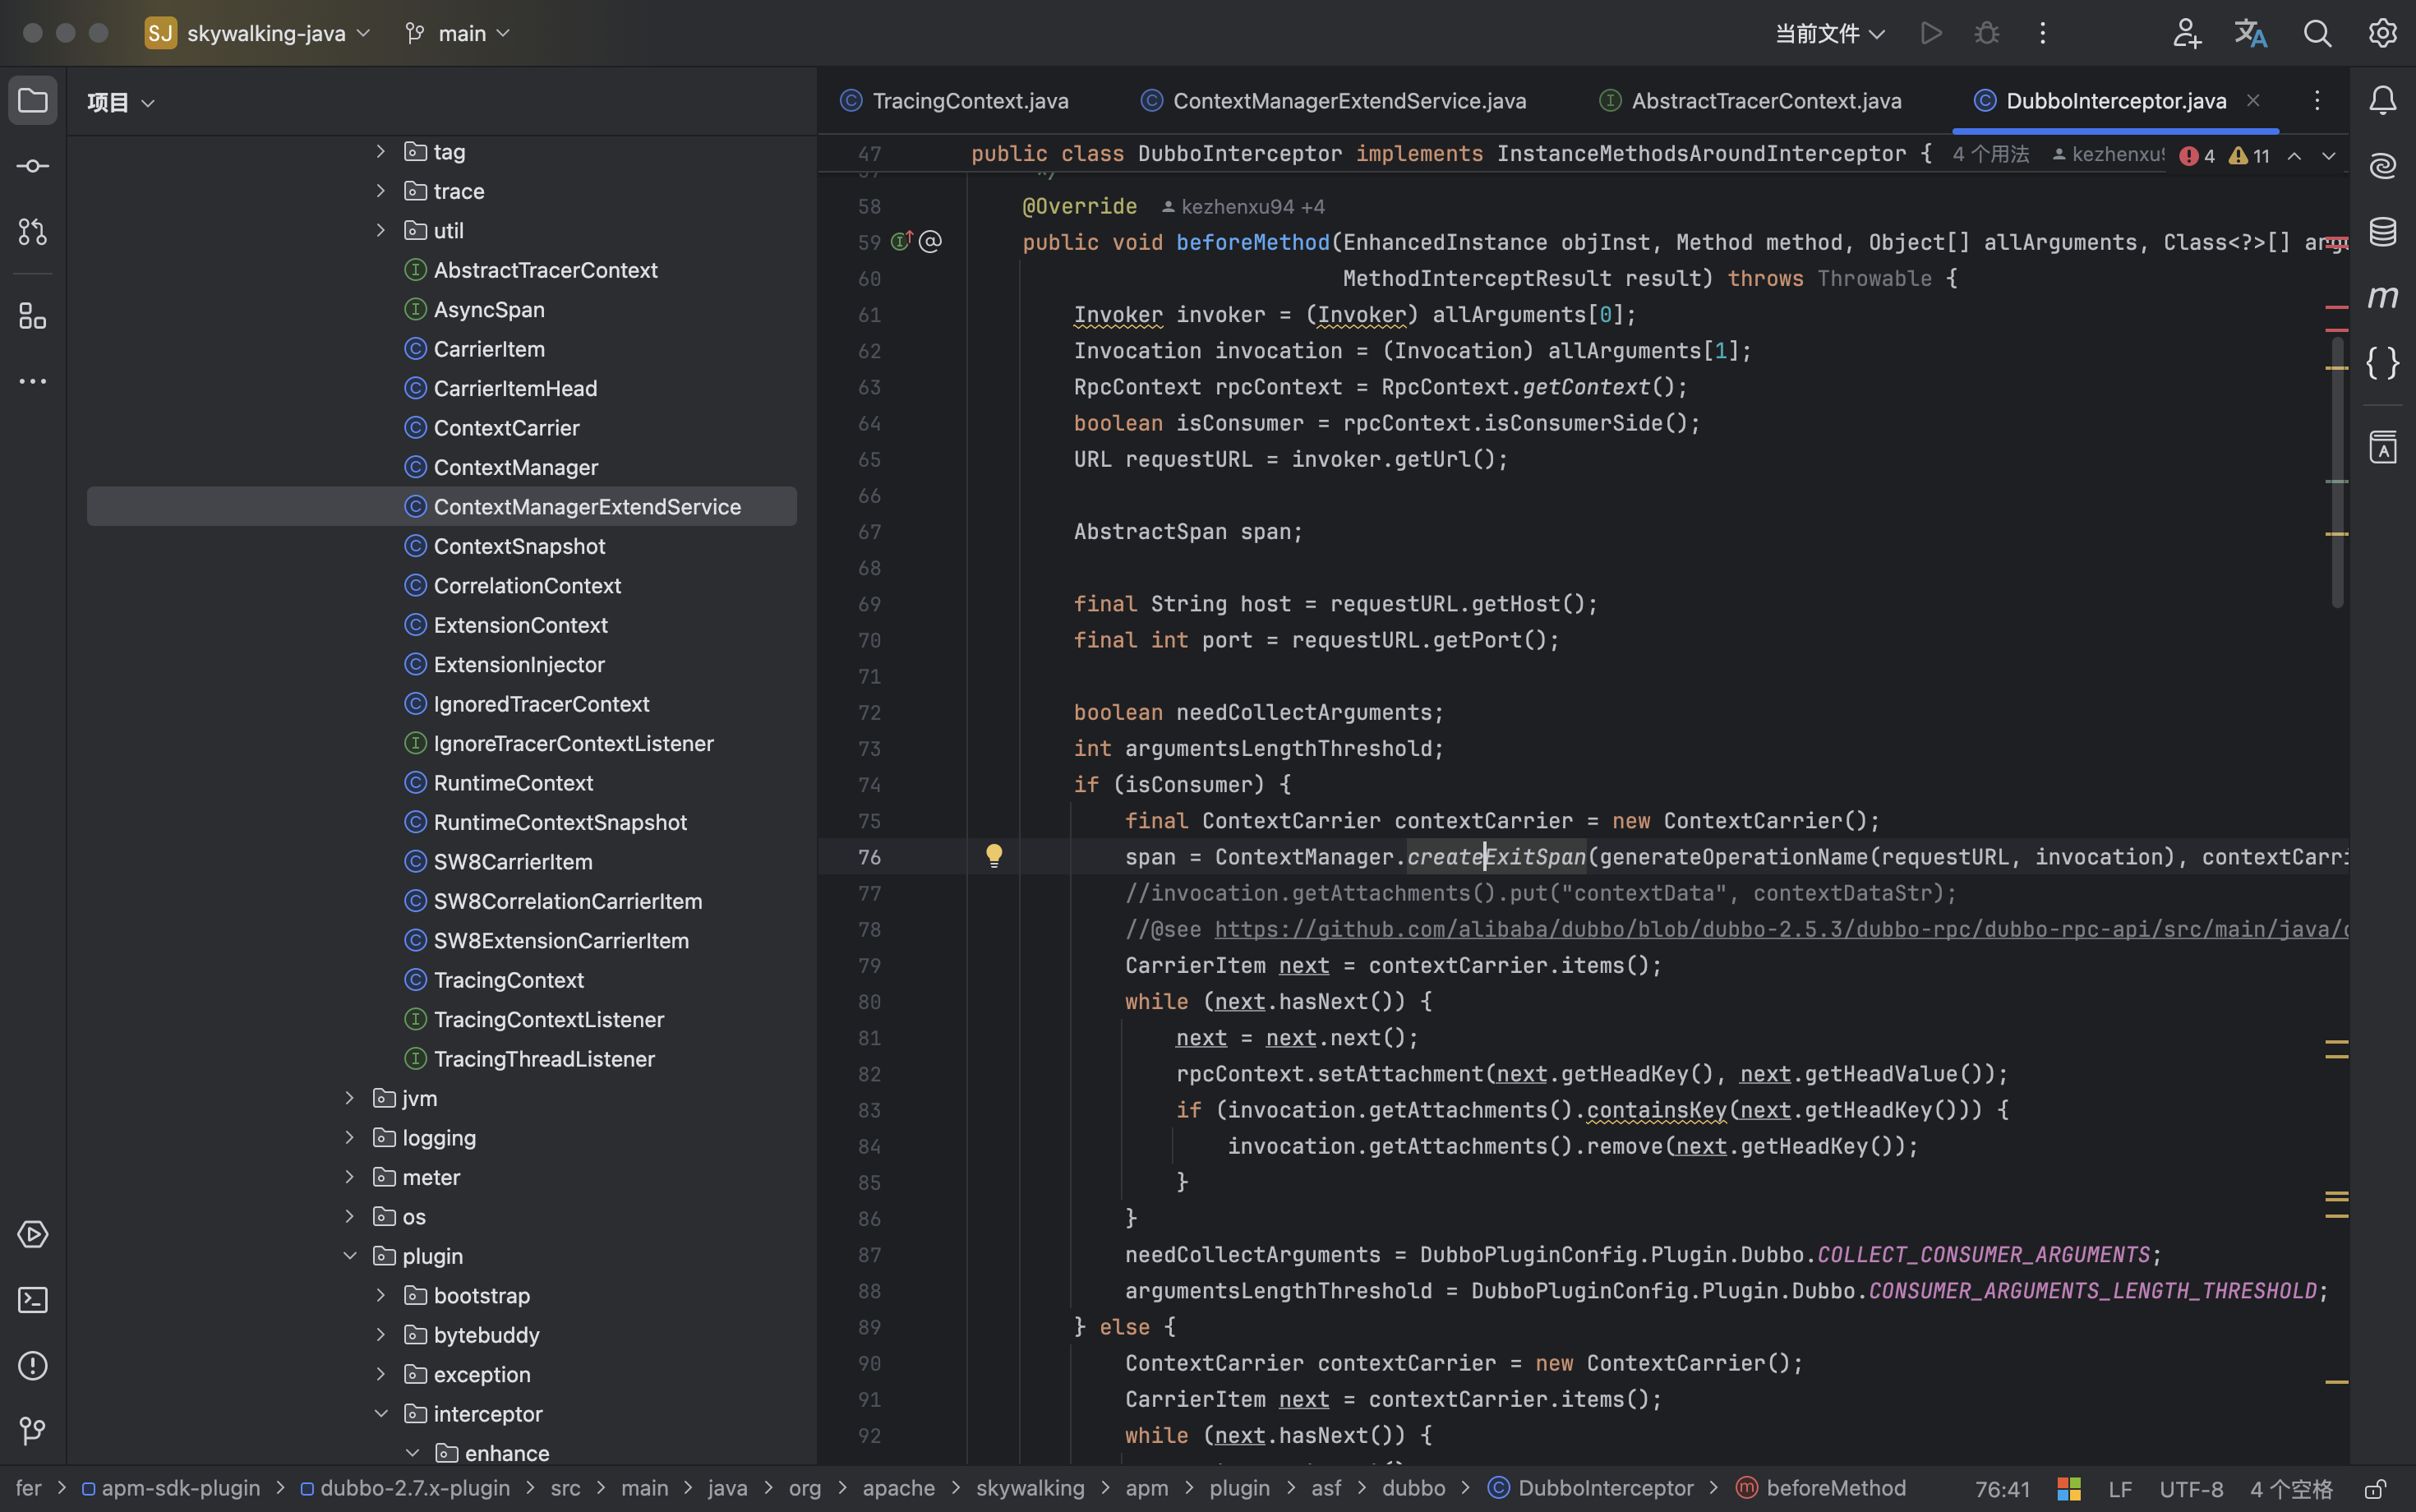 SJ skywalking-java main 当前文件
项目
tag
trace
util
AbstractTracerContext
AsyncSpan
CarrierItem
CarrierItemHead
ContextCarrier
ContextManager
ContextManagerExtendService
ContextSnapshot
CorrelationContext
ExtensionContext
ExtensionInjector
IgnoredTracerContext
IgnoreTracerContextListener
RuntimeContext
RuntimeContextSnapshot
SW8CarrierItem
SW8CorrelationCarrierItem
SW8ExtensionCarrierItem
TracingContext
TracingContextListener
TracingThreadListener
jvm
logging
meter
os
plugin
bootstrap
bytebuddy
exception
interceptor
enhance
TracingContext.java ContextManagerExtendService.java AbstractTracerContext.java DubboInterceptor.java
47 public class DubboInterceptor implements InstanceMethodsAroundInterceptor { 4 个用法 kezhenxu 4 11
*/
58 @Override kezhenxu94 +4
59 public void beforeMethod(EnhancedInstance objInst, Method method, Object[] allArguments, Class<?>[] argu
60 MethodInterceptResult result) throws Throwable {
61 Invoker invoker = (Invoker) allArguments[0];
62 Invocation invocation = (Invocation) allArguments[1];
63 RpcContext rpcContext = RpcContext.getContext();
64 boolean isConsumer = rpcContext.isConsumerSide();
65 URL requestURL = invoker.getUrl();
66
67 AbstractSpan span;
68
69 final String host = requestURL.getHost();
70 final int port = requestURL.getPort();
71
72 boolean needCollectArguments;
73 int argumentsLengthThreshold;
74 if (isConsumer) {
75 final ContextCarrier contextCarrier = new ContextCarrier();
76 span = ContextManager.createExitSpan(generateOperationName(requestURL, invocation), contextCarri
77 //invocation.getAttachments().put("contextData", contextDataStr);
78 //@see https://github.com/alibaba/dubbo/blob/dubbo-2.5.3/dubbo-rpc/dubbo-rpc-api/src/main/java/c
79 CarrierItem next = contextCarrier.items();
80 while (next.hasNext()) {
81 next = next.next();
82 rpcContext.setAttachment(next.getHeadKey(), next.getHeadValue());
83 if (invocation.getAttachments().containsKey(next.getHeadKey())) {
84 invocation.getAttachments().remove(next.getHeadKey());
85 }
86 }
87 needCollectArguments = DubboPluginConfig.Plugin.Dubbo.COLLECT_CONSUMER_ARGUMENTS;
88 argumentsLengthThreshold = DubboPluginConfig.Plugin.Dubbo.CONSUMER_ARGUMENTS_LENGTH_THRESHOLD;
89 } else {
90 ContextCarrier contextCarrier = new ContextCarrier();
91 CarrierItem next = contextCarrier.items();
92 while (next.hasNext()) {
fer > apm-sdk-plugin > dubbo-2.7.x-plugin > src > main > java > org > apache > skywalking > apm > plugin > asf > dubbo > DubboInterceptor > beforeMethod 76:41 LF UTF-8 4 个空格